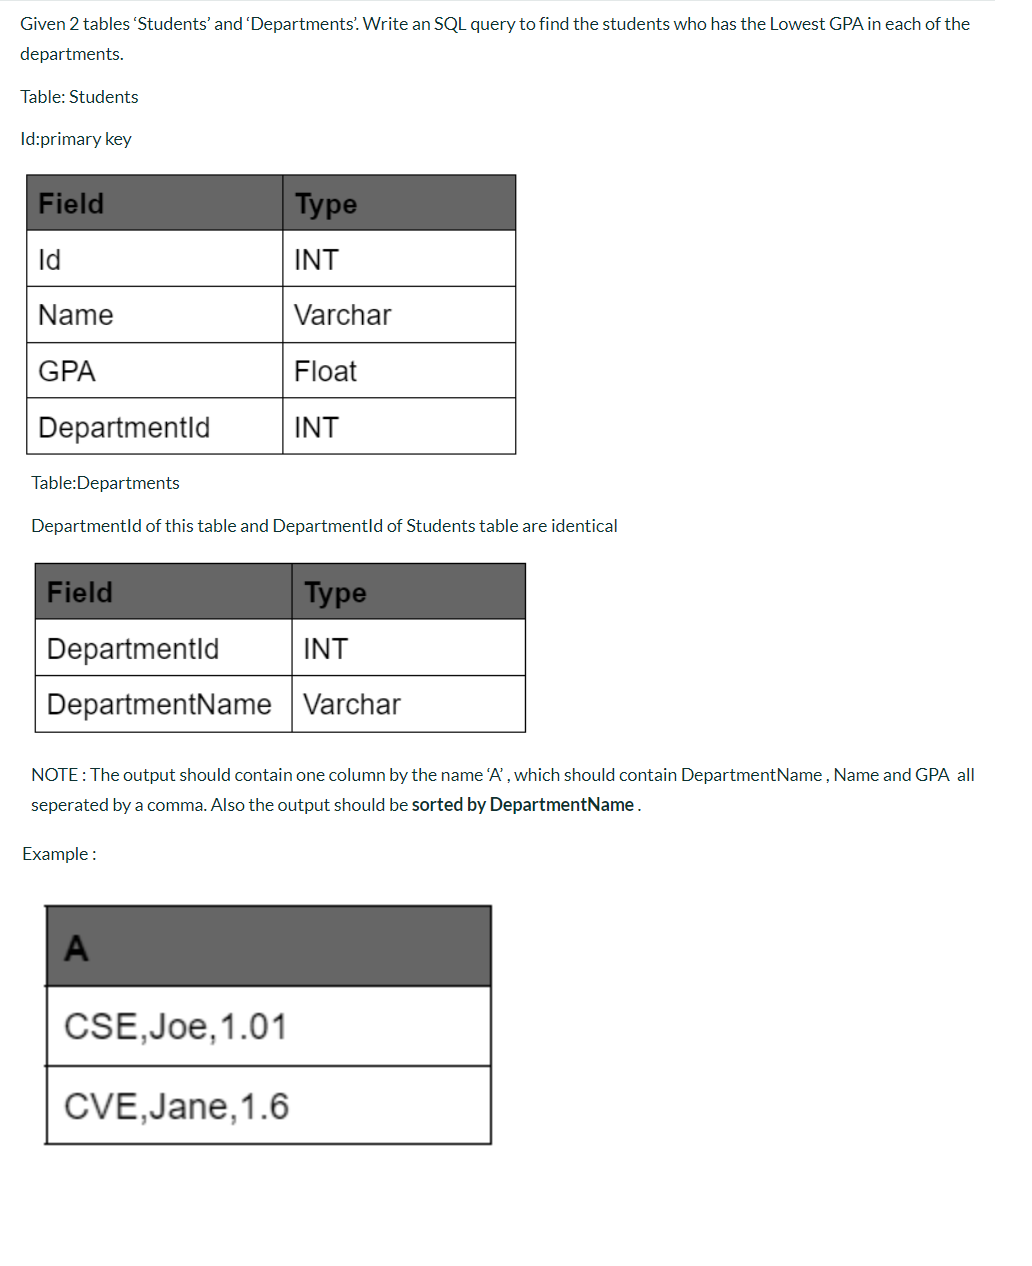 Given 2 tables ‘Students’ and ‘Departments’. Write an SQL query to find the students who has the Lowest GPA in each of the
departments.
Table: Students
Id:primary key
Field Type
Id INT
Name Varchar
GPA Float
DepartmentId INT
Table:Departments
DepartmentId of this table and DepartmentId of Students table are identical
Field Type
DepartmentId INT
DepartmentName Varchar
NOTE : The output should contain one column by the name ‘A’ , which should contain DepartmentName , Name and GPA all
seperated by a comma. Also the output should be sorted by DepartmentName .
Example :
A
CSE,Joe,1.01
CVE,Jane,1.6